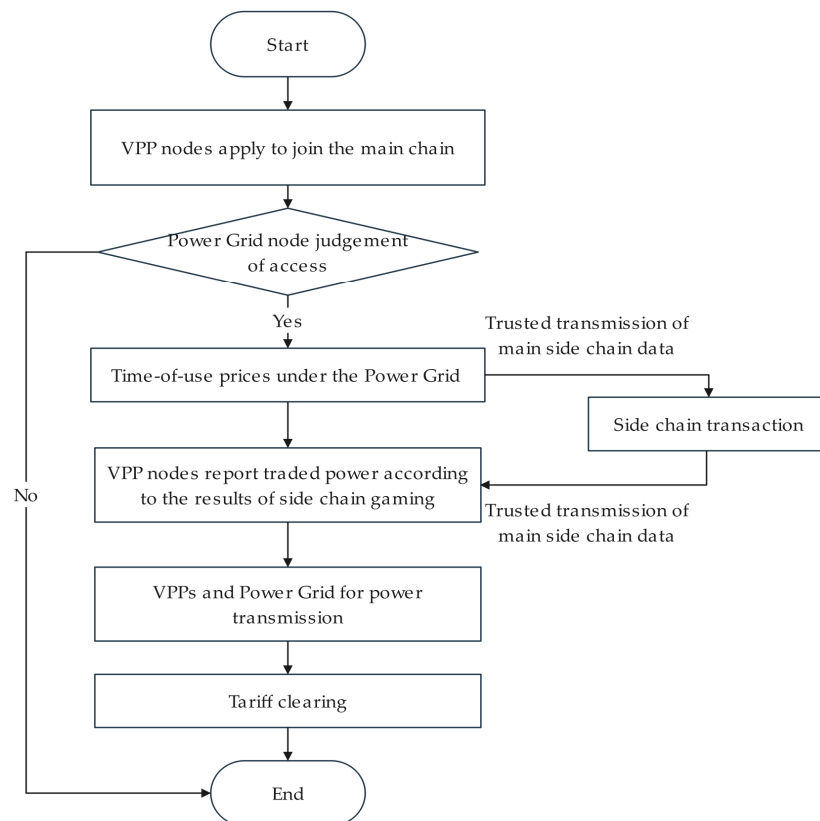 Start
VPP nodes apply to join the main chain
Power Grid node judgement
of access
Yes
Trusted transmission of
main side chain data
Time-of-use prices under the Power Grid
Side chain transaction
VPP nodes report traded power according
to the results of side chain gaming
No
Trusted transmission of
main side chain data
VPPs and Power Grid for power
transmission
Tariff clearing
End